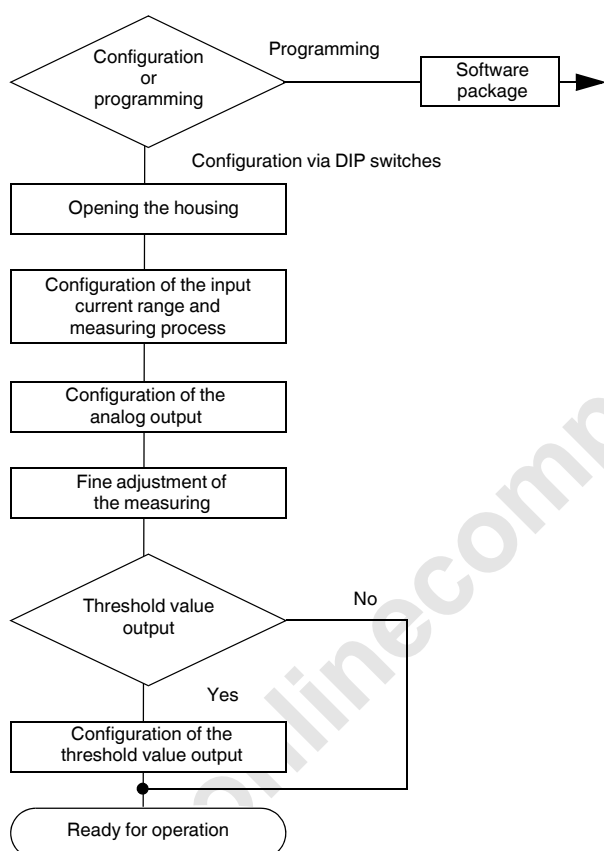 Configuration
or
programming
Programming
Software
package
Configuration via DIP switches
Opening the housing
Configuration of the input
current range and
measuring process
Configuration of the
analog output
Fine adjustment of
the measuring
Threshold value
output
No
Yes
Configuration of the
threshold value output
Ready for operation
onlinecomp